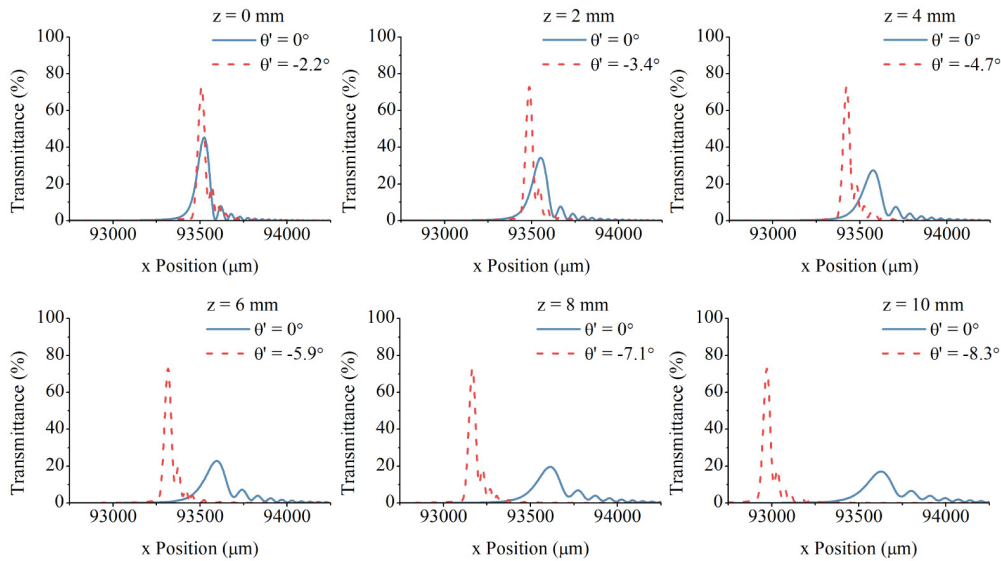 z = 0 mm
θ' = 0°
θ' = -2.2°
Transmittance (%)
100
80
60
40
20
0
93000
93500
94000
x Position (μm)
z = 2 mm
θ' = 0°
θ' = -3.4°
Transmittance (%)
100
80
60
40
20
0
93000
93500
94000
x Position (μm)
z = 4 mm
θ' = 0°
θ' = -4.7°
Transmittance (%)
100
80
60
40
20
0
93000
93500
94000
x Position (μm)
z = 6 mm
θ' = 0°
θ' = -5.9°
Transmittance (%)
100
80
60
40
20
0
93000
93500
94000
x Position (μm)
z = 8 mm
θ' = 0°
θ' = -7.1°
Transmittance (%)
100
80
60
40
20
0
93000
93500
94000
x Position (μm)
z = 10 mm
θ' = 0°
θ' = -8.3°
Transmittance (%)
100
80
60
40
20
0
93000
93500
94000
x Position (μm)